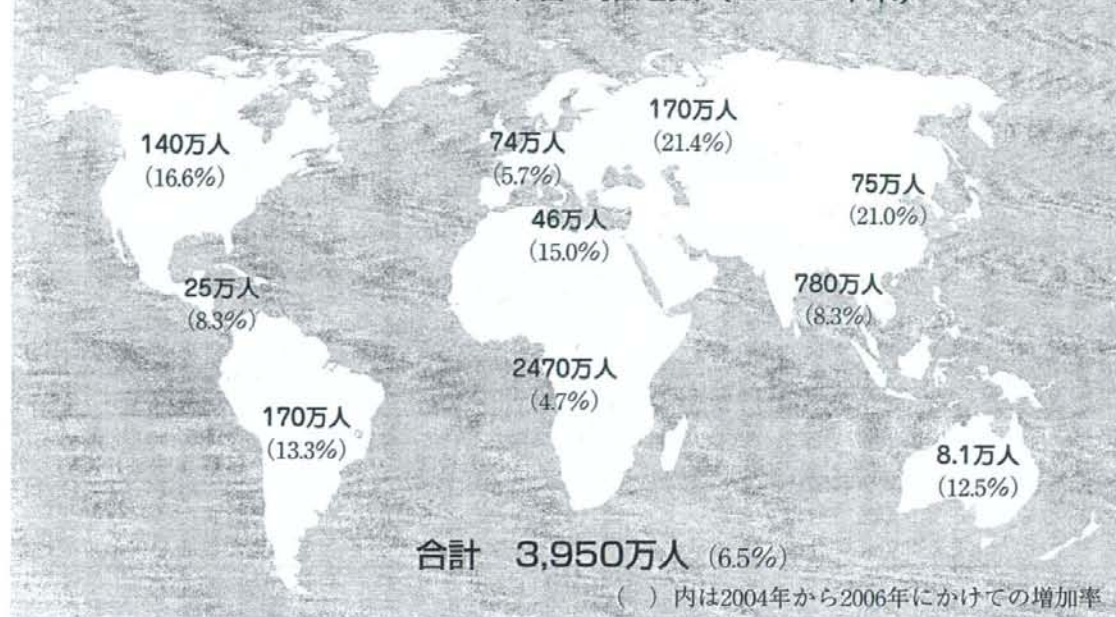 140万人
(16.6%)
74万人
(5.7%)
170万人
(21.4%)
75万人
(21.0%)
46万人
(15.0%)
25万人
(8.3%)
780万人
(8.3%)
2470万人
(4.7%)
170万人
(13.3%)
8.1万人
(12.5%)
合計 3,950万人 (6.5%)
( )内は2004年から2006年にかけての増加率